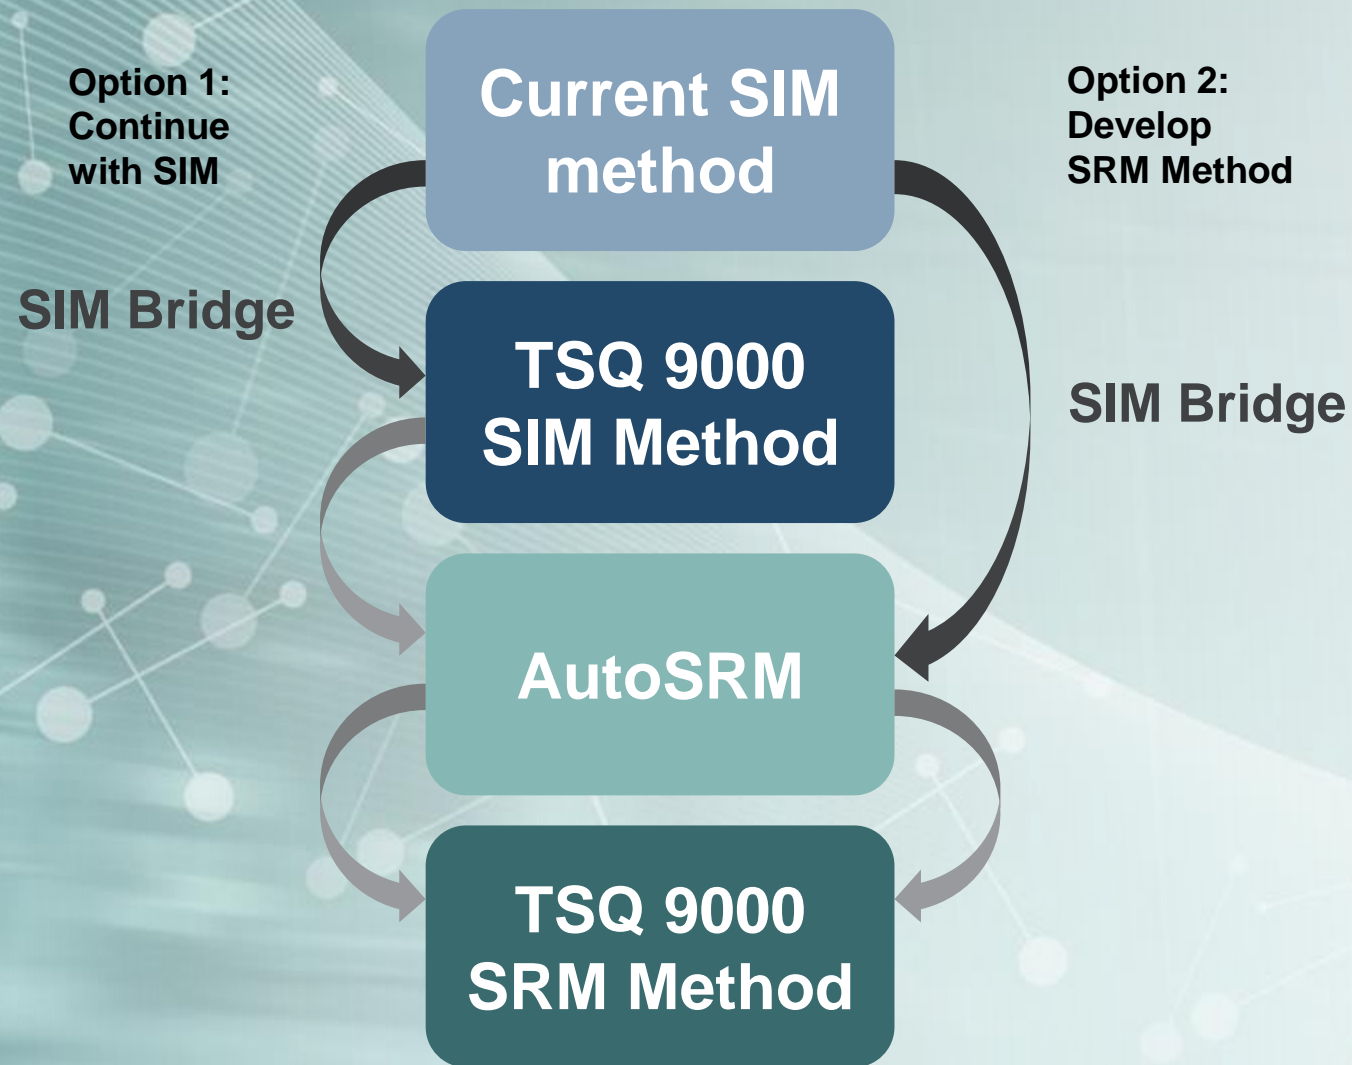 Option 1:
Continue
with SIM
Current SIM
method
Option 2:
Develop
SRM Method
SIM Bridge
TSQ 9000
SIM Method
SIM Bridge
AutoSRM
TSQ 9000
SRM Method